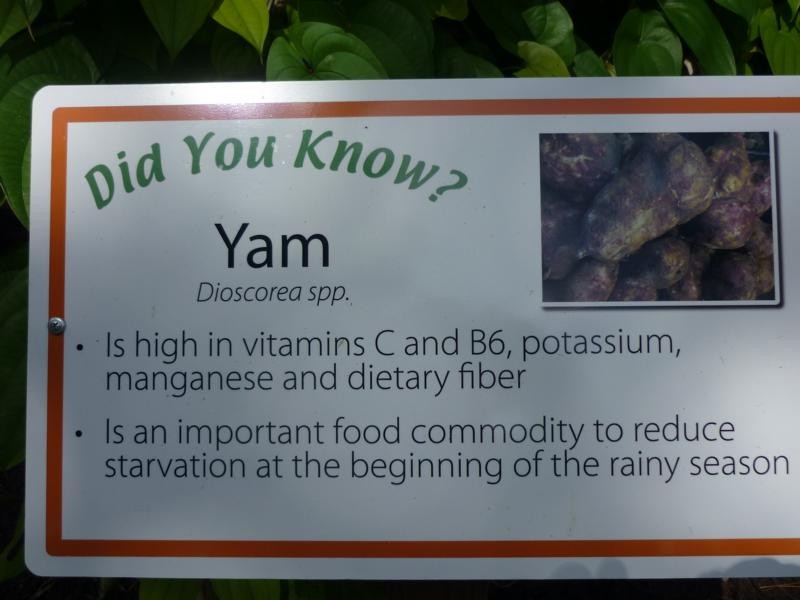 Did You Know?
Yam
Dioscorea spp.
• Is high in vitamins C and B6, potassium,
manganese and dietary fiber
• Is an important food commodity to reduce
starvation at the beginning of the rainy season